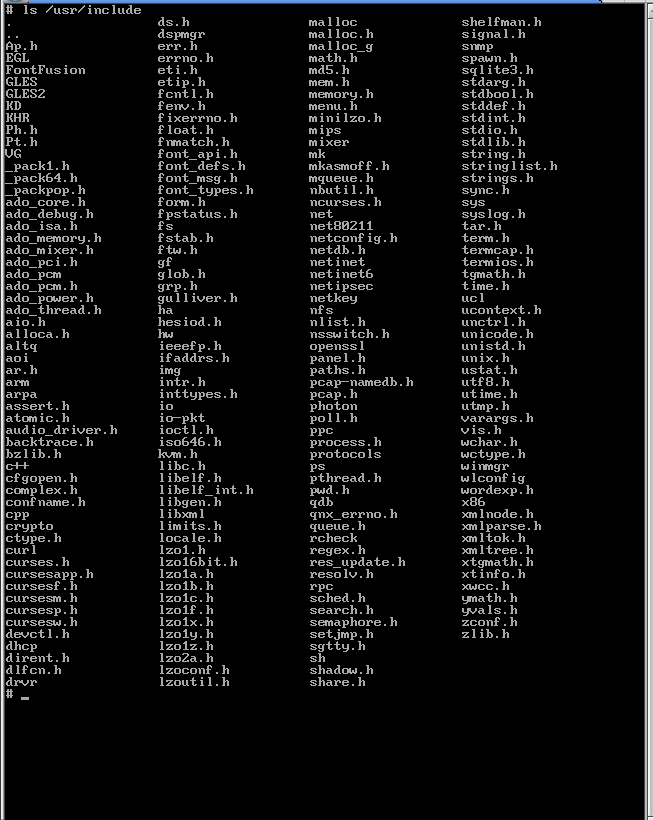 # ls /usr/include
. ds.h malloc shelfman.h
.. dspmgr malloc.h signal.h
Ap.h err.h malloc_g snmp
EGL errno.h math.h spawn.h
FontFusion eti.h md5.h sqlite3.h
GLES etip.h mem.h stdarg.h
GLES2 fcntl.h memory.h stdbool.h
KD fenv.h menu.h stddef.h
KHR fixerrno.h minilzo.h stdint.h
Ph.h float.h mips stdio.h
Pt.h fnmatch.h mixer stdlib.h
VG font_api.h mk string.h
_pack1.h font_defs.h mkasmoff.h stringlist.h
_pack64.h font_msg.h mqueue.h strings.h
_packpop.h font_types.h nbutil.h sync.h
ado_core.h form.h ncurses.h sys
ado_debug.h fpstatus.h net syslog.h
ado_isa.h fs net80211 tar.h
ado_memory.h fstab.h netconfig.h term.h
ado_mixer.h ftw.h netdb.h termcap.h
ado_pci.h gf netinet termios.h
ado_pcm glob.h netinet6 tgmath.h
ado_pcm.h grp.h netipsec time.h
ado_power.h gulliver.h netkey ucl
ado_thread.h ha nfs ucontext.h
aio.h hesiod.h nlist.h unctrl.h
alloca.h hw nsswitch.h unicode.h
altq ieeefp.h openssl unistd.h
aoi ifaddrs.h panel.h unix.h
ar.h img paths.h ustat.h
arm intr.h pcap-namedb.h utf8.h
arpa inttypes.h pcap.h utime.h
assert.h io photon utmp.h
atomic.h io-pkt poll.h varargs.h
audio_driver.h ioctl.h ppc vis.h
backtrace.h iso646.h process.h wchar.h
bzlib.h kvm.h protocols wctype.h
c++ libc.h ps winmgr
cfgopen.h libelf.h pthread.h wlconfig
complex.h libelf_int.h pwd.h wordexp.h
confname.h libgen.h qdb x86
cpp libxml qnx_errno.h xmlnode.h
crypto limits.h queue.h xmlparse.h
ctype.h locale.h rcheck xmltok.h
curl lzo1.h regex.h xmltree.h
curses.h lzo16bit.h res_update.h xtgmath.h
cursesapp.h lzo1a.h resolv.h xtinfo.h
cursesf.h lzo1b.h rpc xwcc.h
cursesm.h lzo1c.h sched.h ymath.h
cursesp.h lzo1f.h search.h yvals.h
cursesw.h lzo1x.h semaphore.h zconf.h
devctl.h lzo1y.h setjmp.h zlib.h
dhcp lzo1z.h sgtty.h
dirent.h lzo2a.h sh
dlfcn.h lzoconf.h shadow.h
drvr lzoutil.h share.h
# _